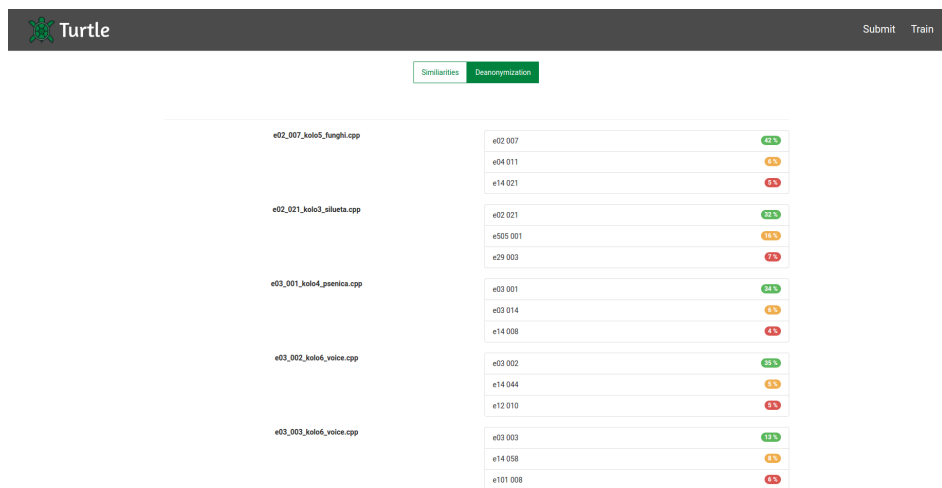 Turtle
Submit Train
Similiarities Deanonymization
e02_007_kolo5_funghi.cpp
e02 007 42 %
e04 011 6 %
e14 021 5 %
e02_021_kolo3_silueta.cpp
e02 021 32 %
e505 001 16 %
e29 003 7 %
e03_001_kolo4_psenica.cpp
e03 001 34 %
e03 014 6 %
e14 008 4 %
e03_002_kolo6_voice.cpp
e03 002 35 %
e14 044 5 %
e12 010 5 %
e03_003_kolo6_voice.cpp
e03 003 13 %
e14 058 8 %
e101 008 6 %